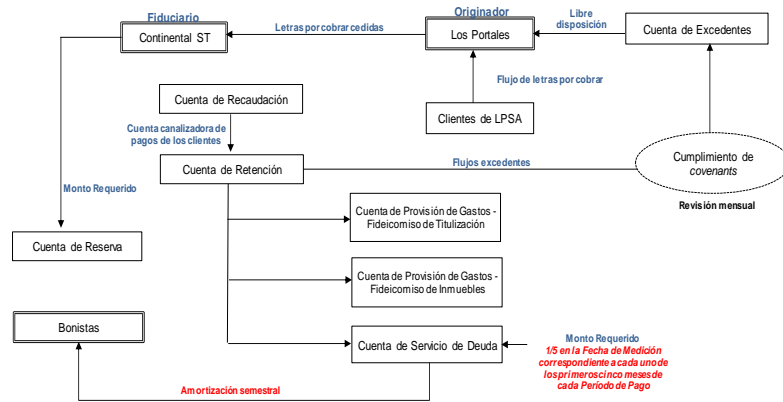 Fiduciario
Originador
Continental ST
Letras por cobrar cedidas
Los Portales
Libre
disposición
Cuenta de Excedentes
Flujo de letras por cobrar
Cuenta de Recaudación
Clientes de LPSA
Cuenta canalizadora de
pagos de los clientes
Cuenta de Retención
Flujos excedentes
Cumplimiento de
covenants
Revisión mensual
Monto Requerido
Cuenta de Reserva
Cuenta de Provisión de Gastos -
Fideicomiso de Titulización
Cuenta de Provisión de Gastos -
Fideicomiso de Inmuebles
Bonistas
Cuenta de Servicio de Deuda
Monto Requerido
1/5 en la Fecha de Medición
correspondiente a cada uno de
los primeros cinco meses de
cada Período de Pago
Amortización semestral